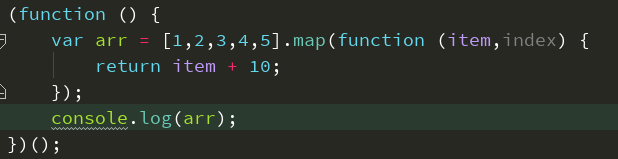 (function () {
    var arr = [1,2,3,4,5].map(function (item,index) {
        return item + 10;
    });
    console.log(arr);
})();